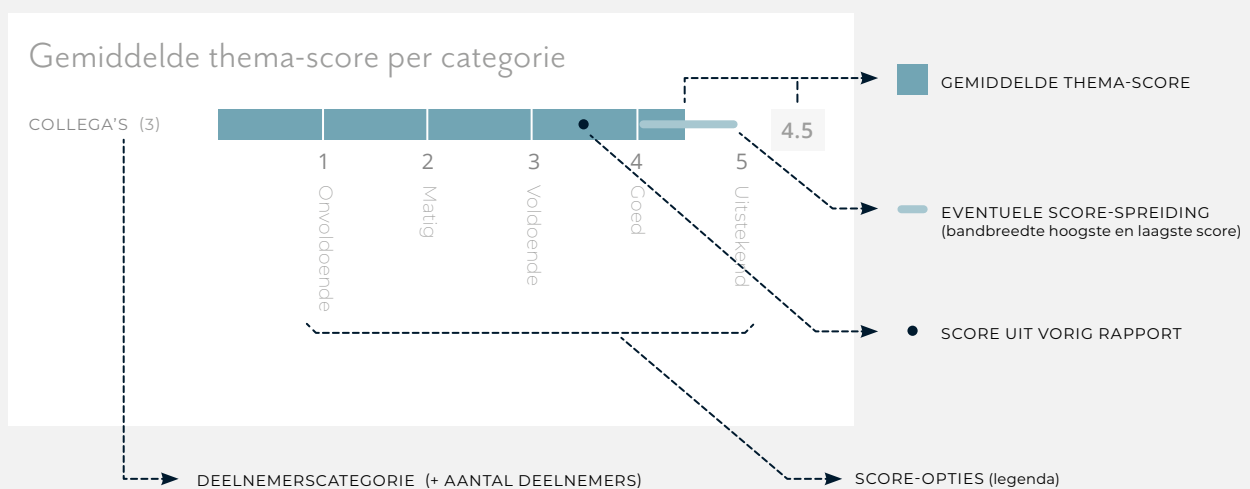 Gemiddelde thema-score per categorie
GEMIDDELDE THEMA-SCORE
COLLEGA'S (3)
4.5
1 2 3 4 5
Onvoldoende
Matig
Voldoende
Goed
Uitstekend
EVENTUELE SCORE-SPREIDING
(bandbreedte hoogste en laagste score)
SCORE UIT VORIG RAPPORT
DEELNEMERSCATEGORIE (+ AANTAL DEELNEMERS)
SCORE-OPTIES (legenda)